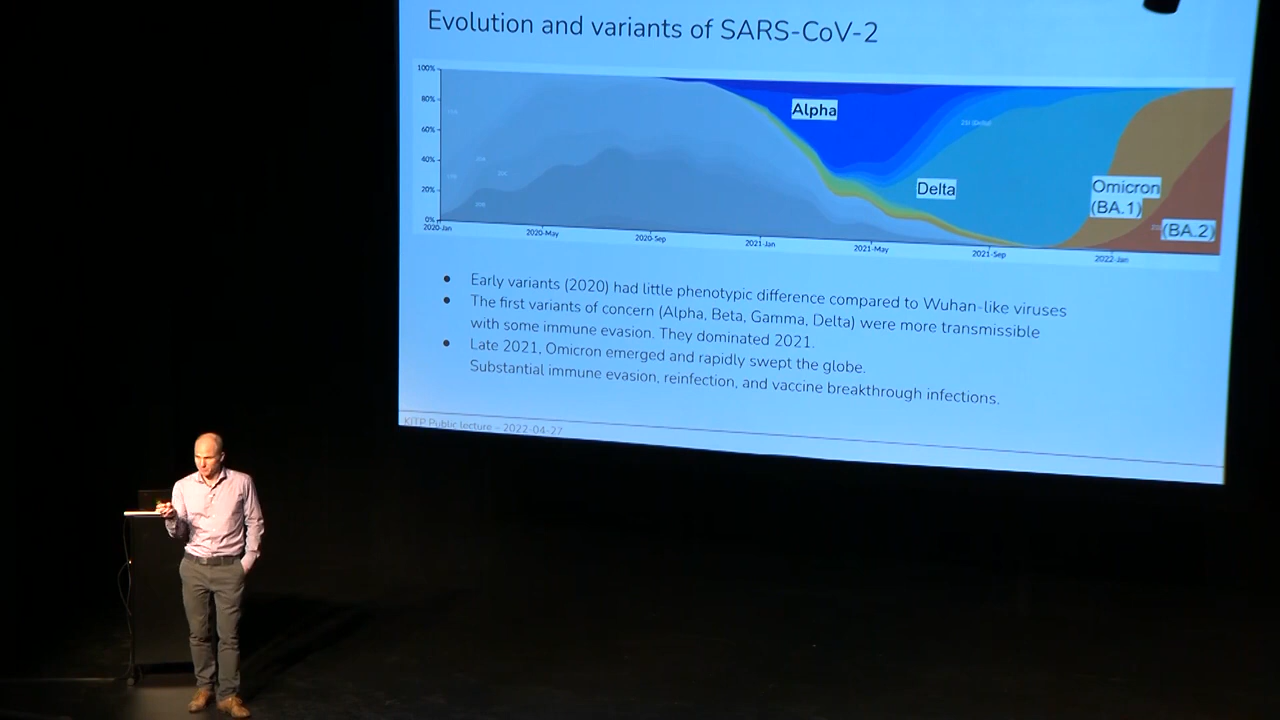 Evolution and variants of SARS-CoV-2
100%
80%
60%
40%
20%
0%
Alpha
Delta
Omicron
(BA.1)
(BA.2)
2020-Jan
2020-May
2020-Sep
2021-Jan
2021-May
2021-Sep
2022-Jan
Early variants (2020) had little phenotypic difference compared to Wuhan-like viruses
The first variants of concern (Alpha, Beta, Gamma, Delta) were more transmissible
with some immune evasion. They dominated 2021.
Late 2021, Omicron emerged and rapidly swept the globe.
Substantial immune evasion, reinfection, and vaccine breakthrough infections.
KITP Public lecture – 2022-04-27